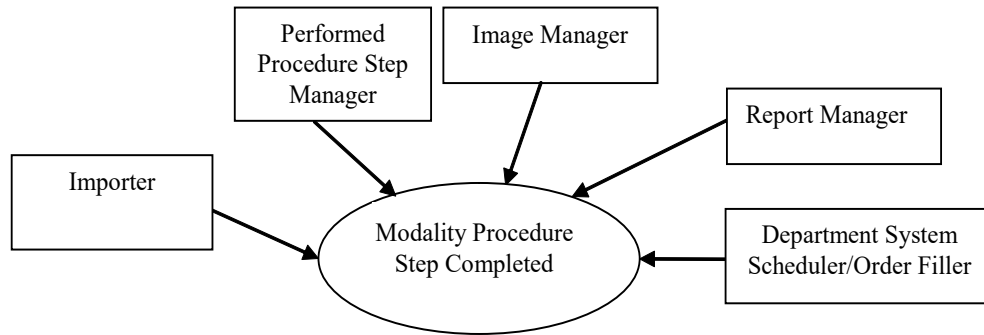 Performed
Procedure Step
Manager
Image Manager
Report Manager
Importer
Modality Procedure
Step Completed
Department System
Scheduler/Order Filler